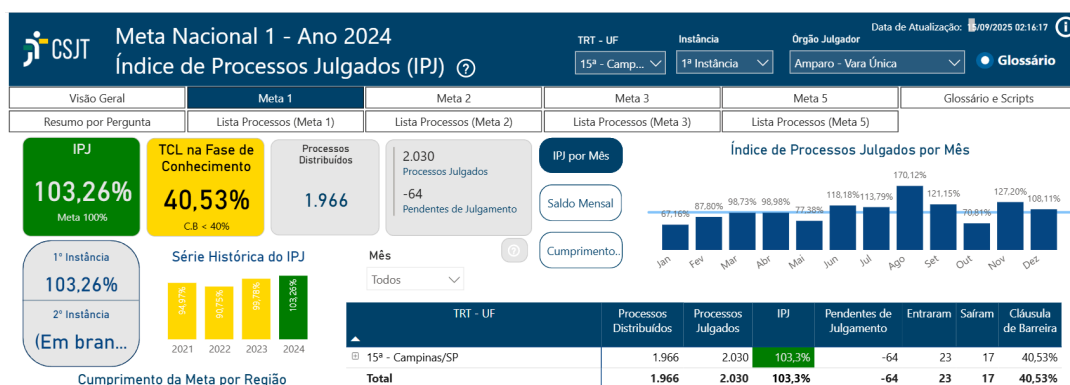 CSJT
Meta Nacional 1 - Ano 2024
Índice de Processos Julgados (IPJ)
Data de Atualização: 15/09/2025 02:16:17
TRT - UF
Instância
Órgão Julgador
15ª - Camp...
1ª Instância
Amparo - Vara Única
Glossário
Visão Geral
Meta 1
Meta 2
Meta 3
Meta 5
Glossário e Scripts
Resumo por Pergunta
Lista Processos (Meta 1)
Lista Processos (Meta 2)
Lista Processos (Meta 3)
Lista Processos (Meta 5)
IPJ
103,26%
Meta 100%
TCL na Fase de
Conhecimento
40,53%
C.B < 40%
Processos
Distribuídos
1.966
2.030
Processos Julgados
-64
Pendentes de Julgamento
IPJ por Mês
Saldo Mensal
Cumprimento..
Índice de Processos Julgados por Mês
67,16%
87,80%
98,73%
98,98%
77,38%
118,18%
113,79%
170,12%
121,15%
70,81%
127,20%
108,11%
Jan
Fev
Mar
Abr
Mai
Jun
Jul
Ago
Set
Out
Nov
Dez
1º Instância
103,26%
2º Instância
(Em bran...
Série Histórica do IPJ
94,97%
90,75%
99,78%
103,26%
2021
2022
2023
2024
Mês
Todos
TRT - UF
Processos Distribuídos
Processos Julgados
IPJ
Pendentes de Julgamento
Entraram
Saíram
Cláusula de Barreira
15ª - Campinas/SP 1.966 2.030 103,3% -64 23 17 40,53%
Total 1.966 2.030 103,3% -64 23 17 40,53%
Cumprimento da Meta por Região